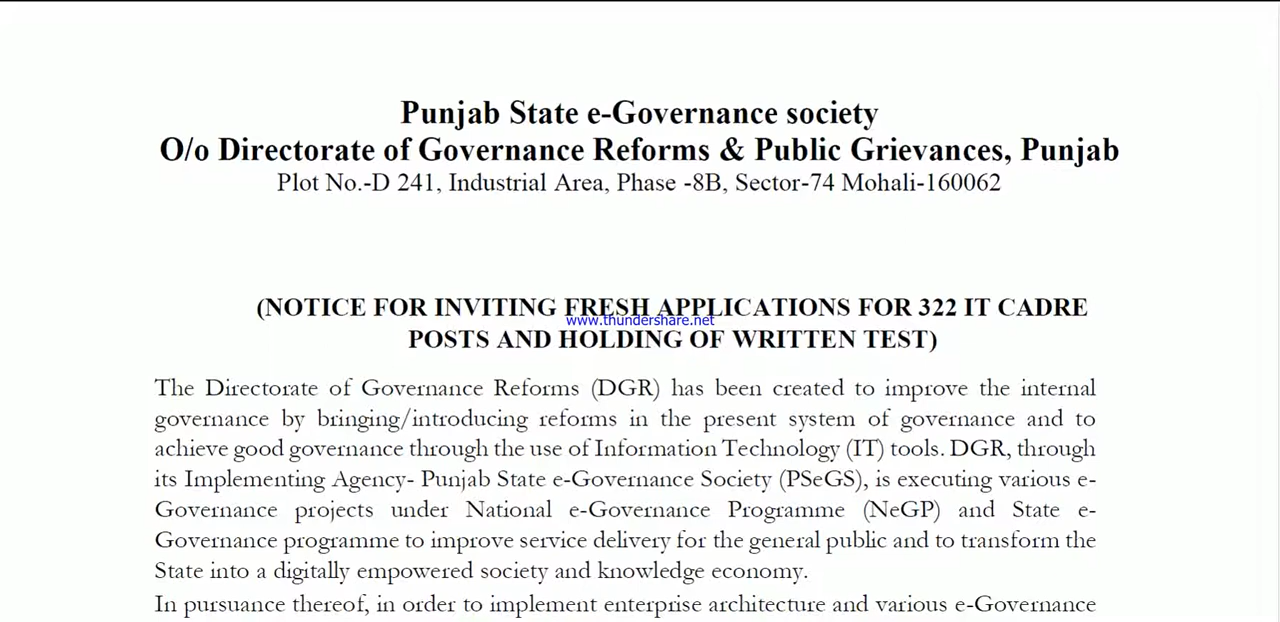 Punjab State e-Governance society
O/o Directorate of Governance Reforms & Public Grievances, Punjab
Plot No.-D 241, Industrial Area, Phase -8B, Sector-74 Mohali-160062
(NOTICE FOR INVITING FRESH APPLICATIONS FOR 322 IT CADRE
www.thundershare.net
POSTS AND HOLDING OF WRITTEN TEST)
The Directorate of Governance Reforms (DGR) has been created to improve the internal
governance by bringing/introducing reforms in the present system of governance and to
achieve good governance through the use of Information Technology (IT) tools. DGR, through
its Implementing Agency- Punjab State e-Governance Society (PSeGS), is executing various e-
Governance projects under National e-Governance Programme (NeGP) and State e-
Governance programme to improve service delivery for the general public and to transform the
State into a digitally empowered society and knowledge economy.
In pursuance thereof, in order to implement enterprise architecture and various e-Governance